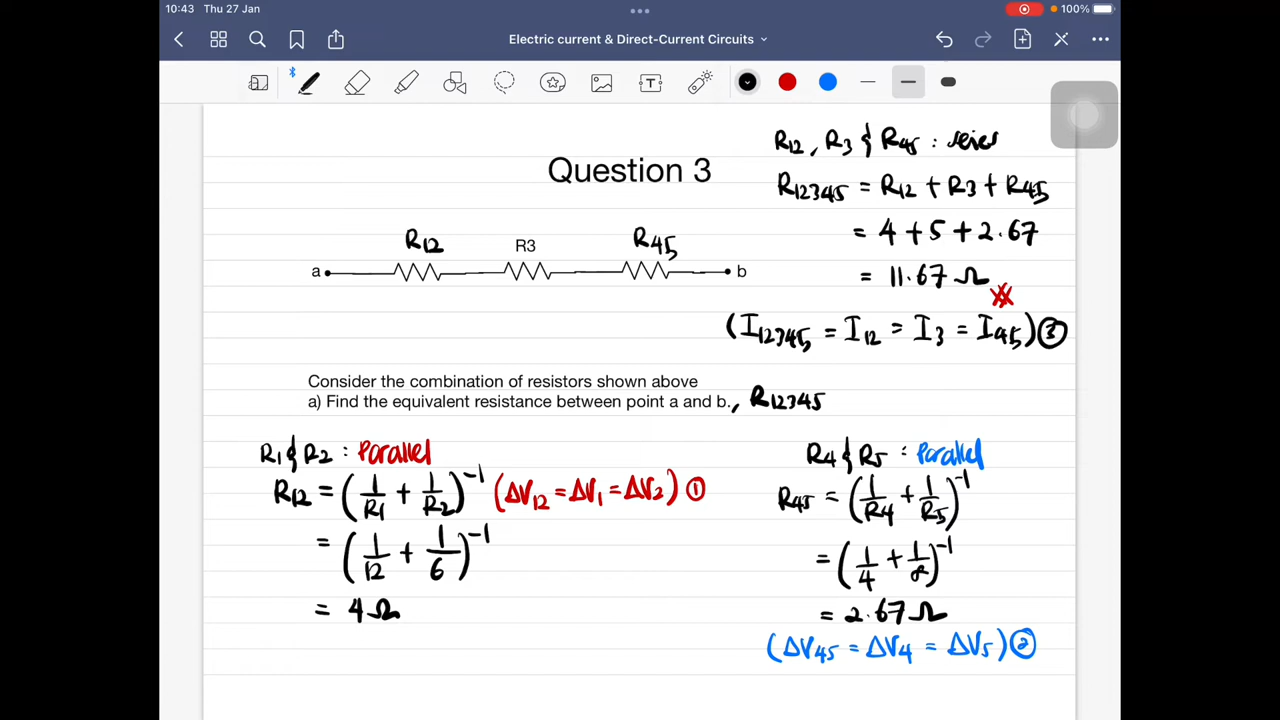 10:43 Thu 27 Jan
100%
Electric current & Direct-Current Circuits
Question 3
R12, R3 & R45 : series
R12345 = R12 + R3 + R45
= 4 + 5 + 2.67
= 11.67 Ω
(I12345 = I12 = I3 = I45) ③
R12
R3
R45
a
b
Consider the combination of resistors shown above
a) Find the equivalent resistance between point a and b., R12345
R1 & R2 : Parallel
R12 = (1/R1 + 1/R2)^-1 (ΔV12 = ΔV1 = ΔV2) ①
= (1/12 + 1/6)^-1
= 4 Ω
R4 & R5 : Parallel
R45 = (1/R4 + 1/R5)^-1
= (1/4 + 1/8)^-1
= 2.67 Ω
(ΔV45 = ΔV4 = ΔV5) ②